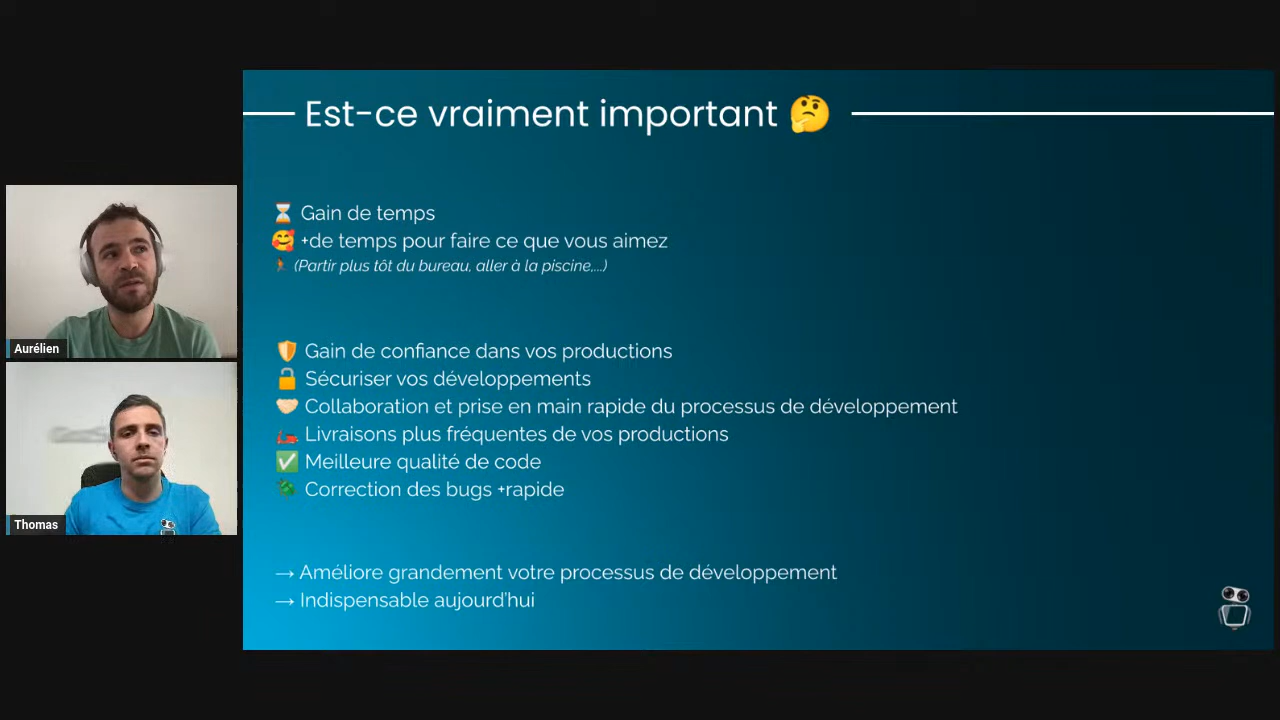 Est-ce vraiment important 🤔
⏳ Gain de temps
🥰 +de temps pour faire ce que vous aimez
🏃 (Partir plus tôt du bureau, aller à la piscine,...)
🛡️ Gain de confiance dans vos productions
🔓 Sécuriser vos développements
🤝🏻 Collaboration et prise en main rapide du processus de développement
🛵 Livraisons plus fréquentes de vos productions
✅ Meilleure qualité de code
🪲 Correction des bugs +rapide
→ Améliore grandement votre processus de développement
→ Indispensable aujourd'hui
Aurélien
Thomas